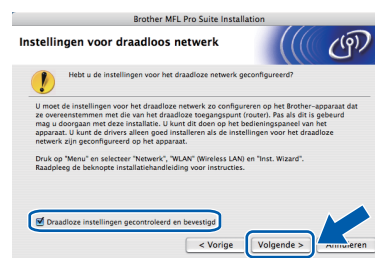 Brother MFL Pro Suite Installation
Instellingen voor draadloos netwerk
Hebt u de instellingen voor het draadloze netwerk geconfigureerd?
U moet de instellingen voor het draadloze netwerk zo configureren op het Brother-apparaat dat
ze overeenstemmen met die van het draadloze toegangspunt (router). Pas als dit is gebeurd
mag u doorgaan met deze installatie. U kunt dit doen op het bedieningspaneel van het
apparaat. U kunt de drivers alleen goed installeren als de instellingen voor het draadloze
netwerk zijn geconfigureerd op het apparaat.
Druk op "Menu" en selecteer "Netwerk", "WLAN" (Wireless LAN) en "Inst. Wizard".
Raadpleeg de beknopte installatiehandleiding voor instructies.
Draadloze instellingen gecontroleerd en bevestigd
< Vorige
Volgende >
Annuleren